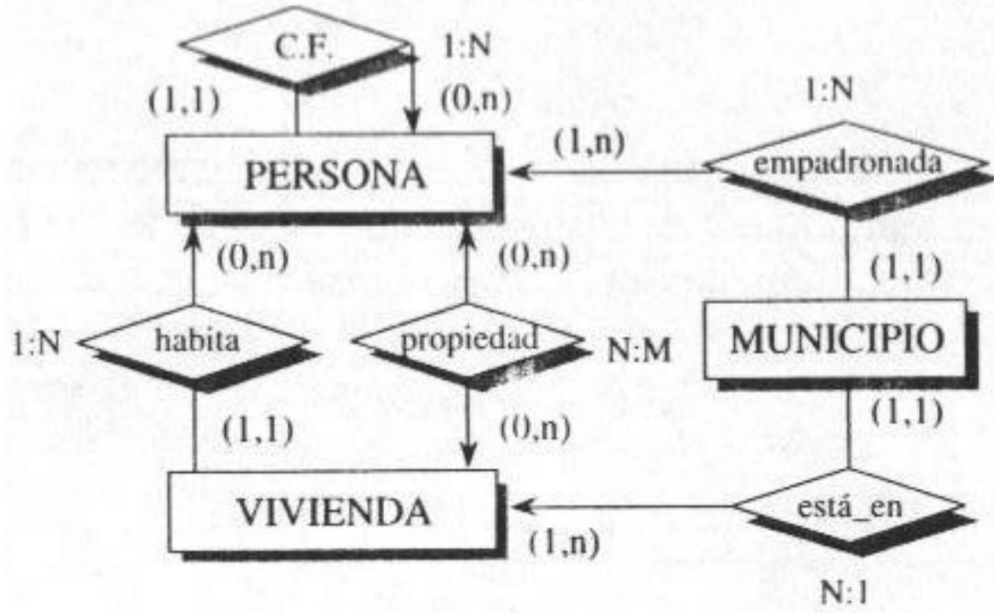 C.F.
1:N
(1,1)
(0,n)
1:N
PERSONA
(1,n)
empadronada
(0,n)
(0,n)
(1,1)
1:N
habita
propiedad
N:M
MUNICIPIO
(1,1)
(0,n)
(1,1)
VIVIENDA
(1,n)
está_en
N:1